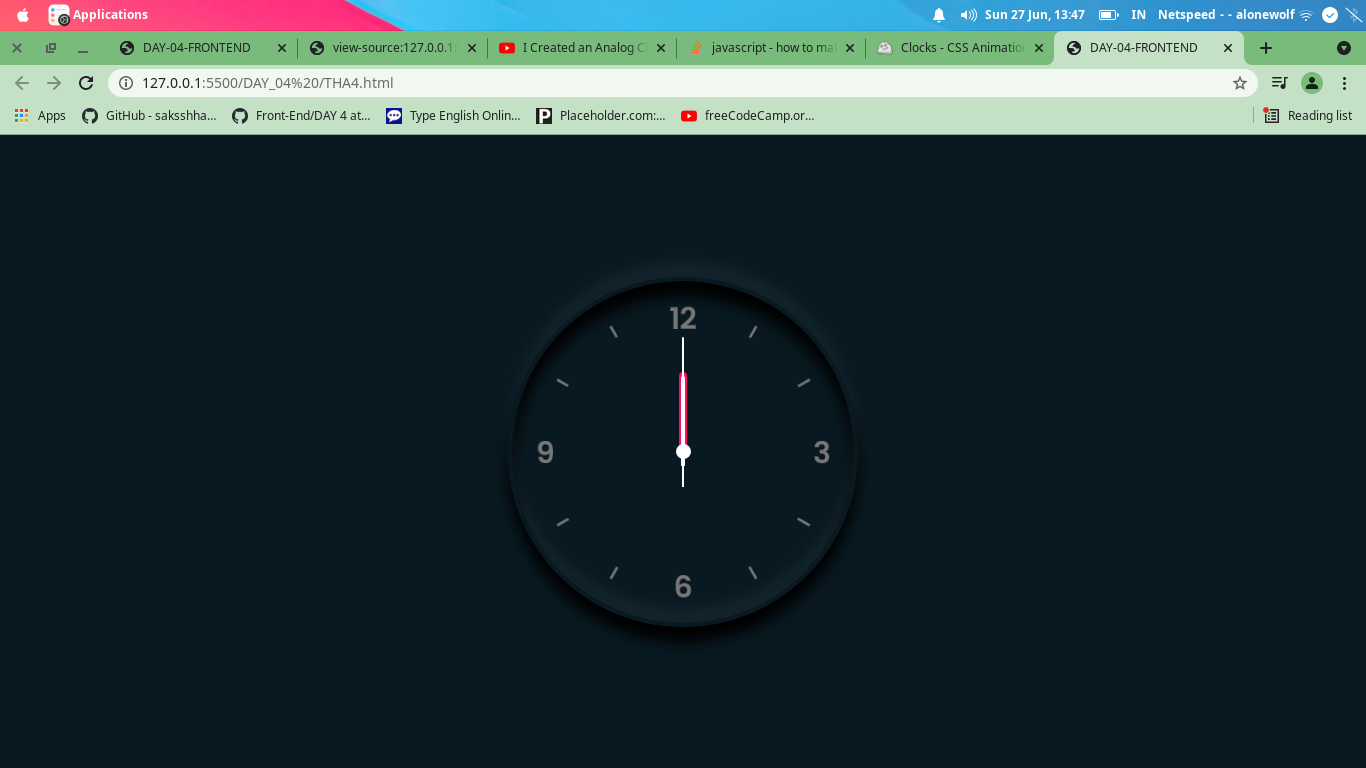 Applications Sun 27 Jun, 13:47 IN Netspeed - - alonewolf
DAY-04-FRONTEND view-source:127.0.0.1: I Created an Analog Cl javascript - how to mak Clocks - CSS Animation DAY-04-FRONTEND
127.0.0.1:5500/DAY_04%20/THA4.html
Apps GitHub - saksshha... Front-End/DAY 4 at... Type English Onlin... Placeholder.com:... freeCodeCamp.or... Reading list
12
9 3
6